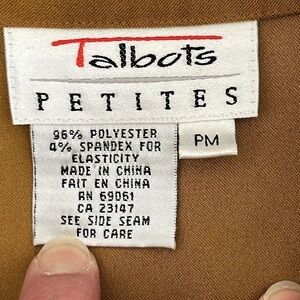 Talbots
PETITES
PM
96% POLYESTER
4% SPANDEX FOR
ELASTICITY
MADE IN CHINA
FAIT EN CHINA
RN 69061
CA 23147
SEE SIDE SEAM
FOR CARE